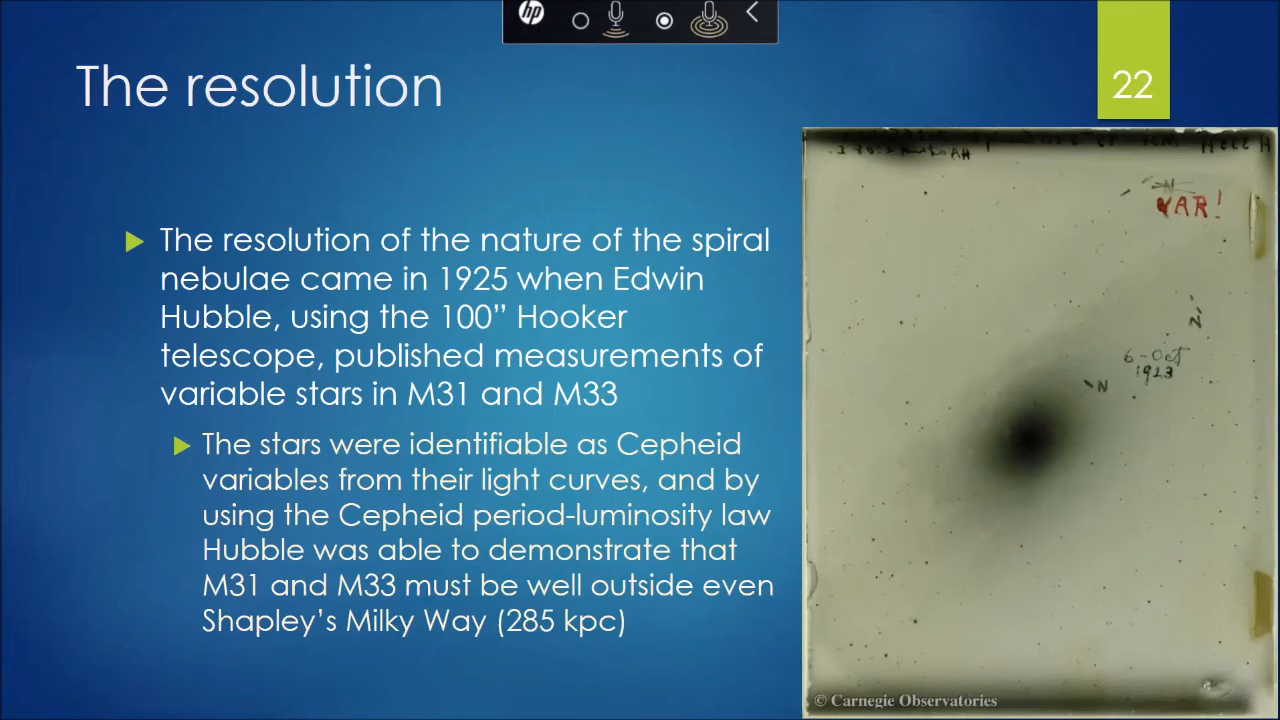 hp
The resolution
22
The resolution of the nature of the spiral
nebulae came in 1925 when Edwin
Hubble, using the 100” Hooker
telescope, published measurements of
variable stars in M31 and M33
The stars were identifiable as Cepheid
variables from their light curves, and by
using the Cepheid period-luminosity law
Hubble was able to demonstrate that
M31 and M33 must be well outside even
Shapley’s Milky Way (285 kpc)
N
VAR!
N
6-Oct
1923
N
© Carnegie Observatories